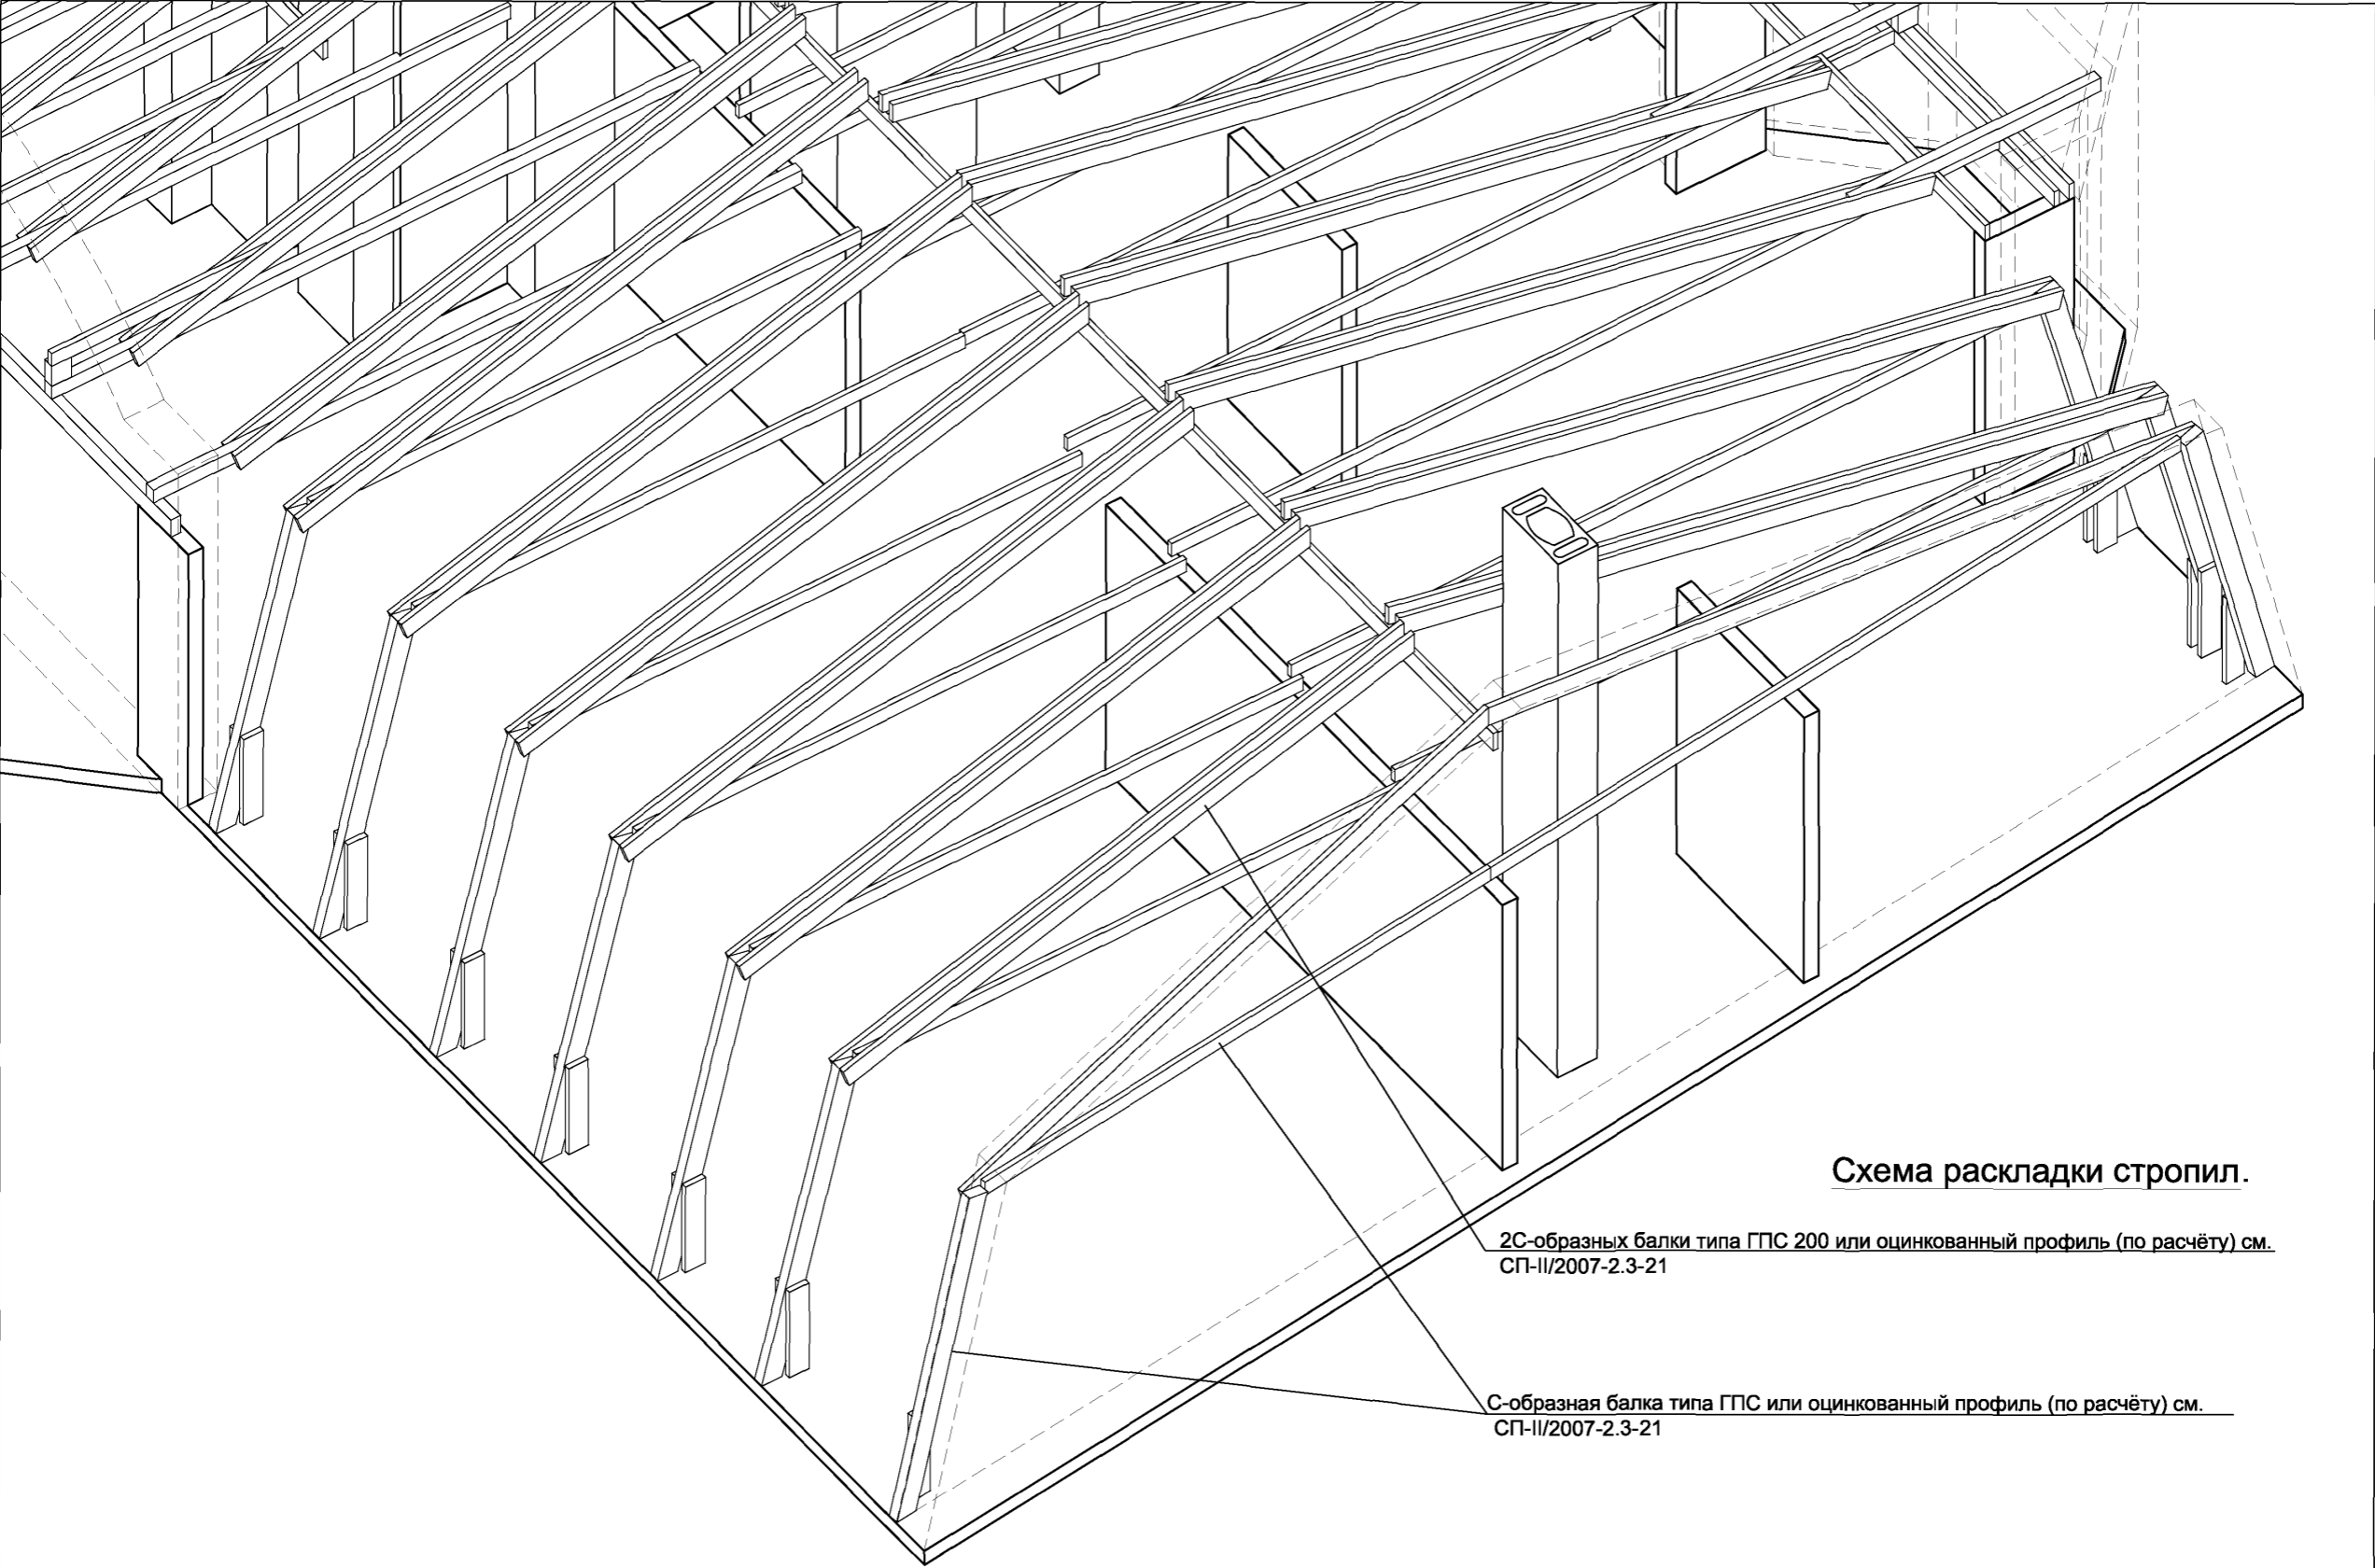 Схема раскладки стропил.
2С-образных балки типа ГПС 200 или оцинкованный профиль (по расчёту) см.
СП-II/2007-2.3-21
С-образная балка типа ГПС или оцинкованный профиль (по расчёту) см.
СП-II/2007-2.3-21